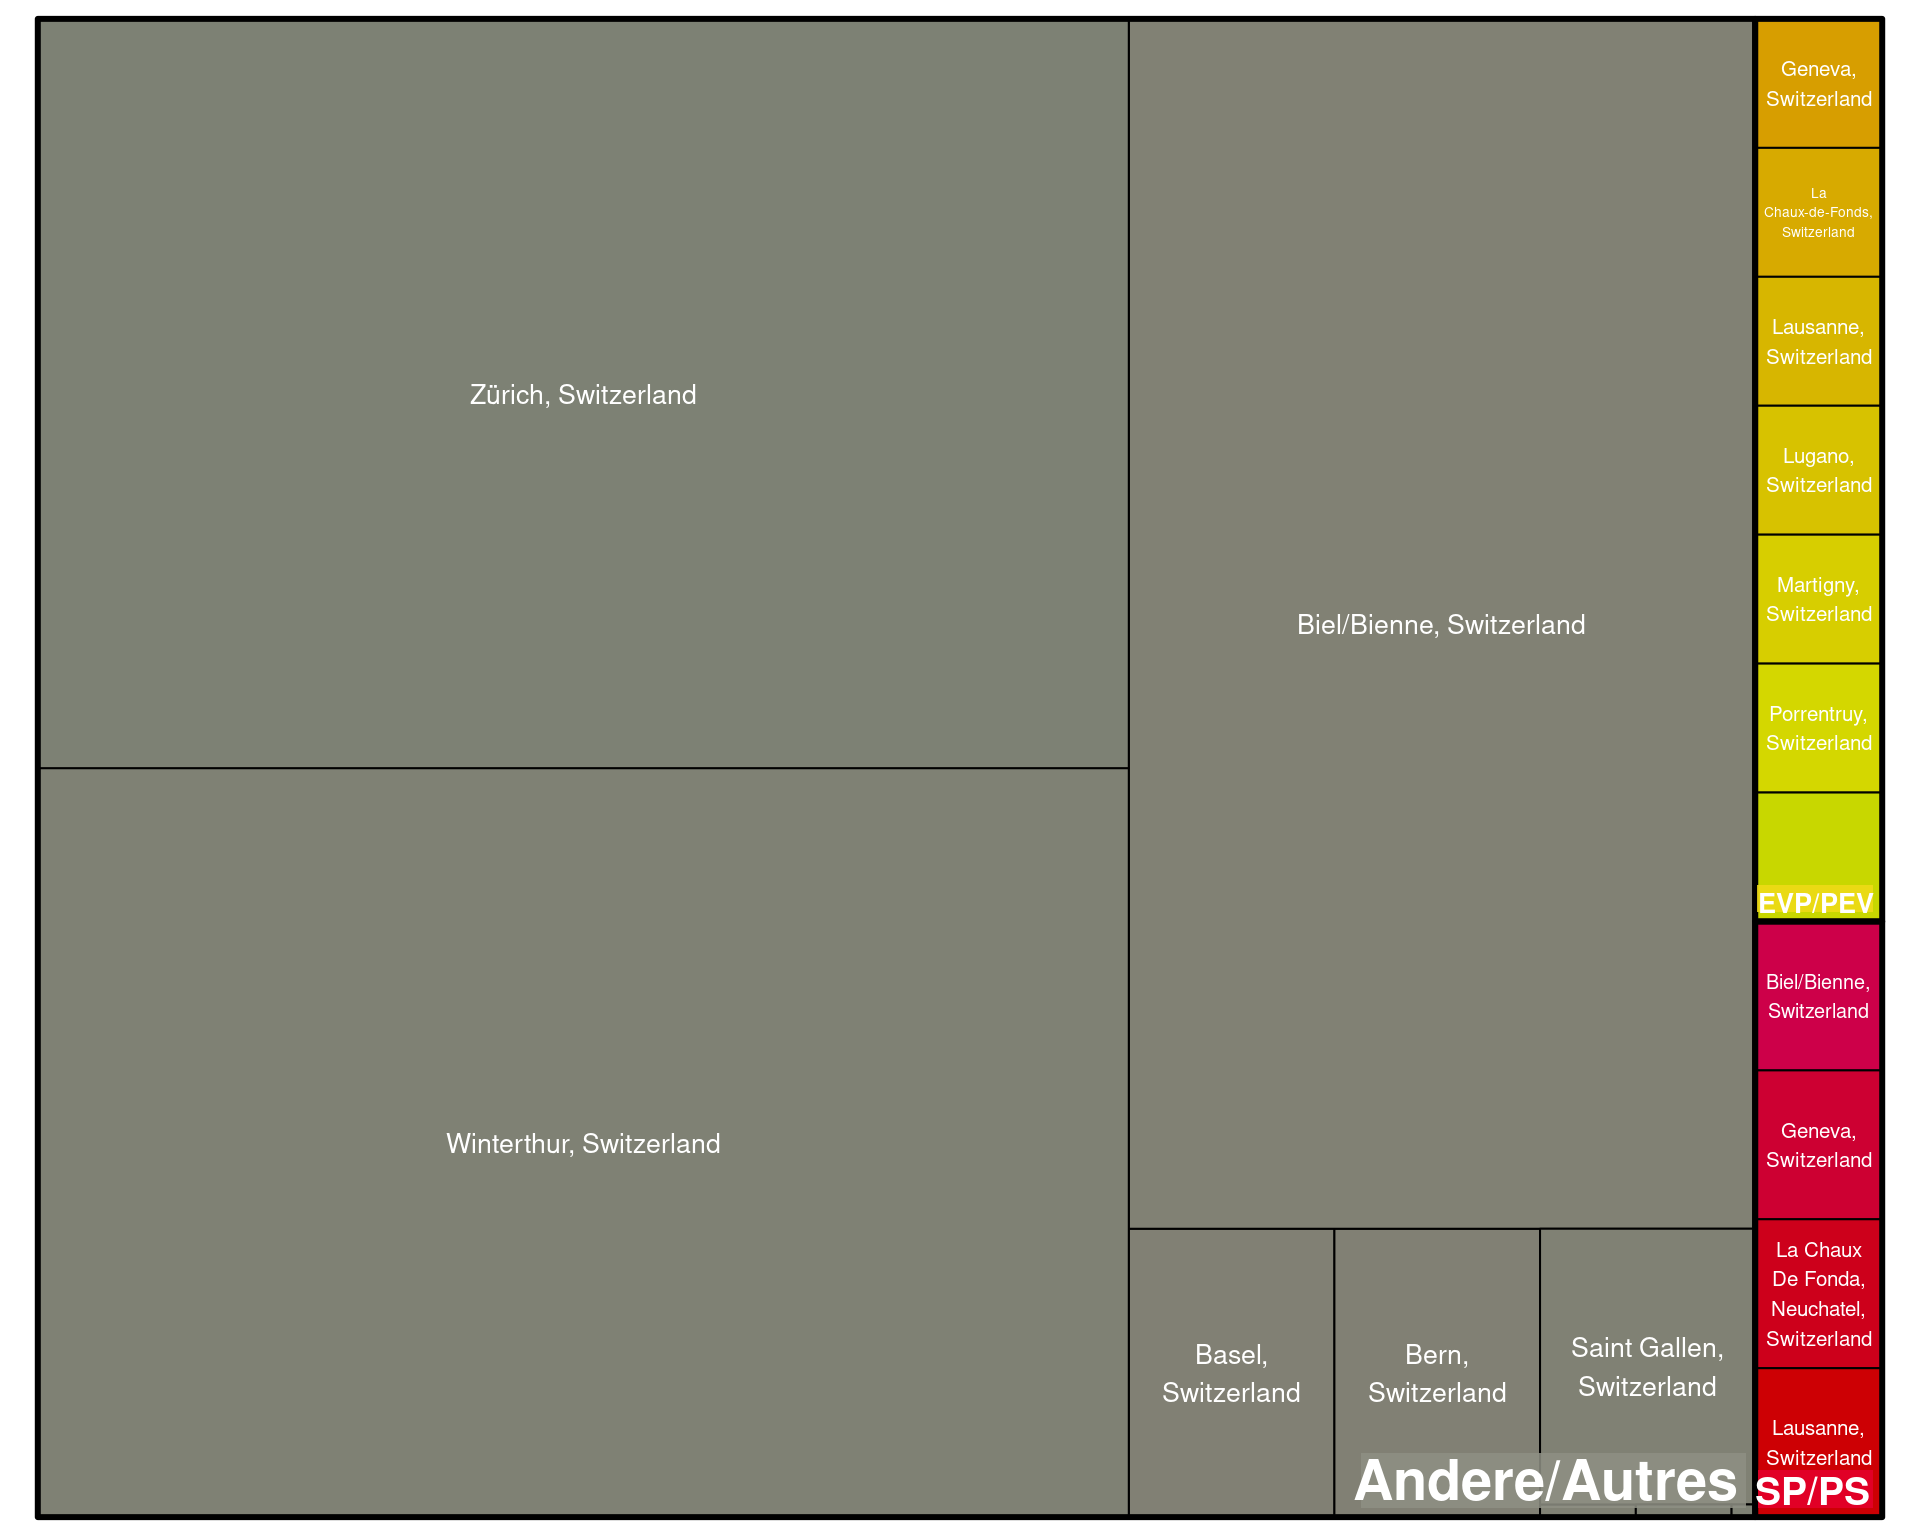 Zürich, Switzerland
Winterthur, Switzerland
Biel/Bienne, Switzerland
Basel,
Switzerland
Bern,
Switzerland
Saint Gallen,
Switzerland
Andere/Autres
Geneva,
Switzerland
La
Chaux-de-Fonds,
Switzerland
Lausanne,
Switzerland
Lugano,
Switzerland
Martigny,
Switzerland
Porrentruy,
Switzerland
EVP/PEV
Biel/Bienne,
Switzerland
Geneva,
Switzerland
La Chaux
De Fonda,
Neuchatel,
Switzerland
Lausanne,
Switzerland
SP/PS